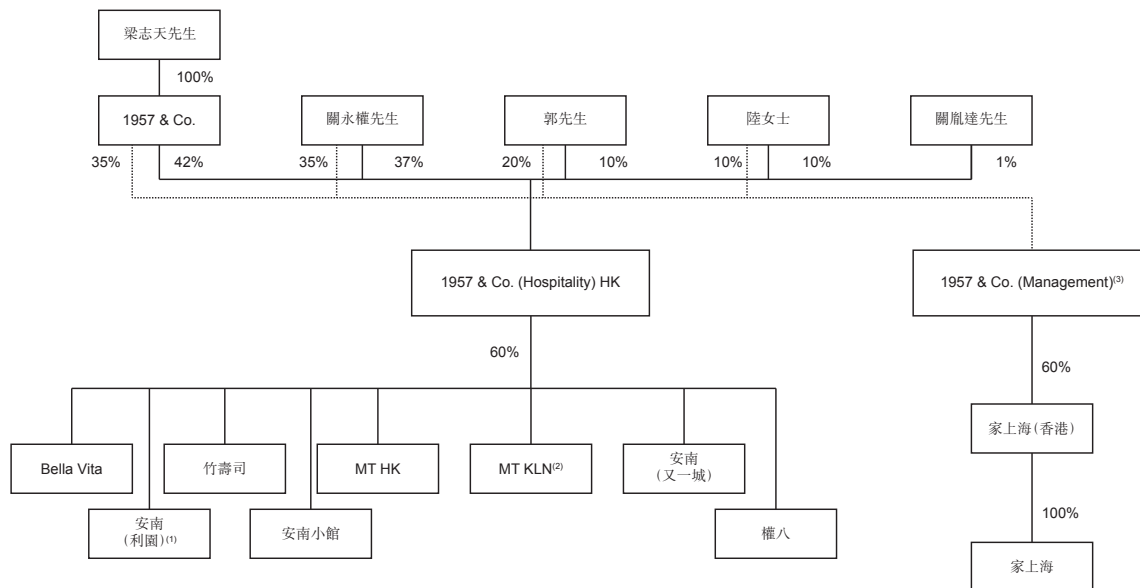 梁志天先生
100%
1957 & Co.
關永權先生
郭先生
陸女士
關胤達先生
35%
42%
35%
37%
20%
10%
10%
10%
1%
1957 & Co. (Hospitality) HK
1957 & Co. (Management)(3)
60%
60%
家上海(香港)
Bella Vita
竹壽司
MT HK
MT KLN(2)
安南
(又一城)
安南
(利園)(1)
安南小館
權八
100%
家上海